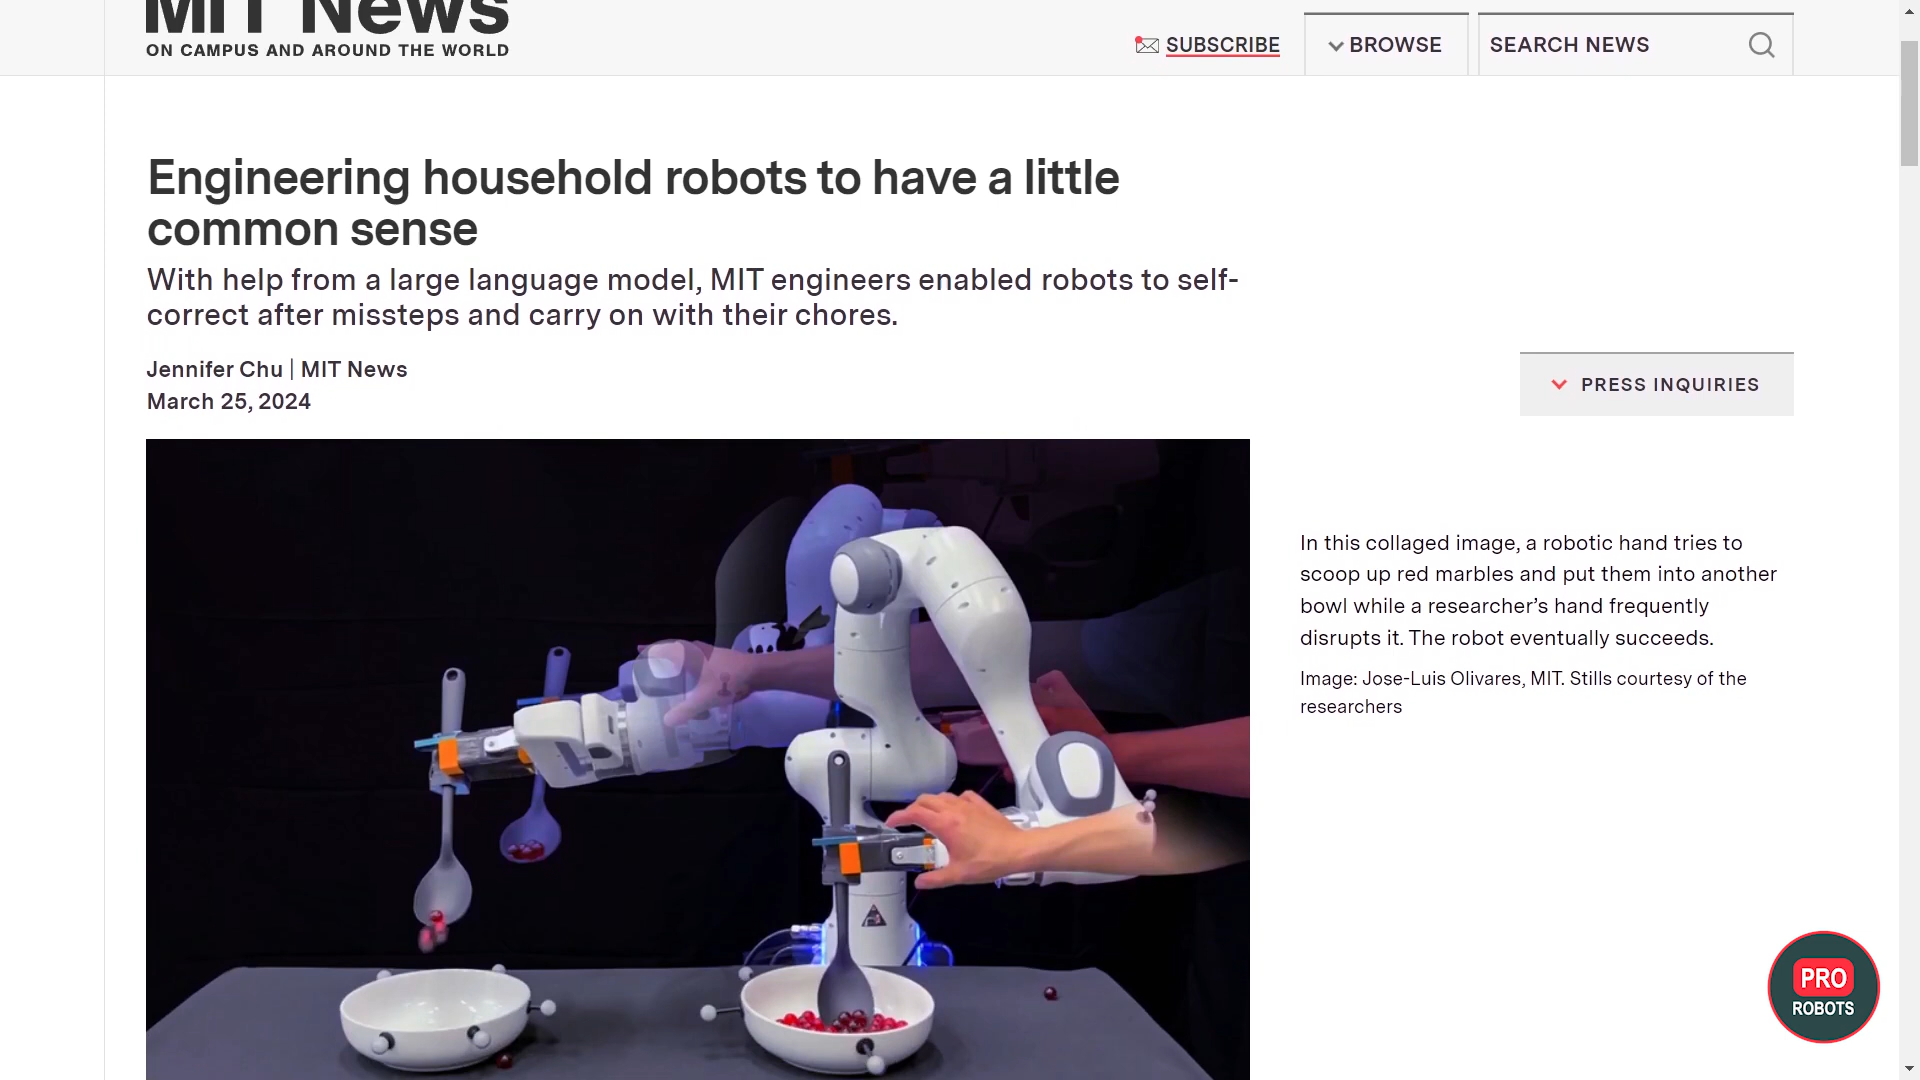 MIT News
ON CAMPUS AND AROUND THE WORLD
SUBSCRIBE
BROWSE
SEARCH NEWS
Engineering household robots to have a little
common sense
With help from a large language model, MIT engineers enabled robots to self-
correct after missteps and carry on with their chores.
Jennifer Chu | MIT News
March 25, 2024
PRESS INQUIRIES
In this collaged image, a robotic hand tries to
scoop up red marbles and put them into another
bowl while a researcher’s hand frequently
disrupts it. The robot eventually succeeds.
Image: Jose-Luis Olivares, MIT. Stills courtesy of the
researchers
PRO
ROBOTS